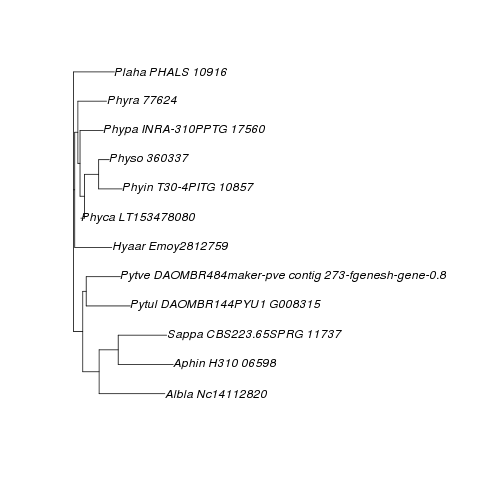 Plaha PHALS 10916
Phyra 77624
Phypa INRA-310PPTG 17560
Physo 360337
Phyin T30-4PITG 10857
Phyca LT153478080
Hyaar Emoy2812759
Pytve DAOMBR484maker-pve contig 273-fgenesh-gene-0.8
Pytul DAOMBR144PYU1 G008315
Sappa CBS223.65SPRG 11737
Aphin H310 06598
Albla Nc14112820